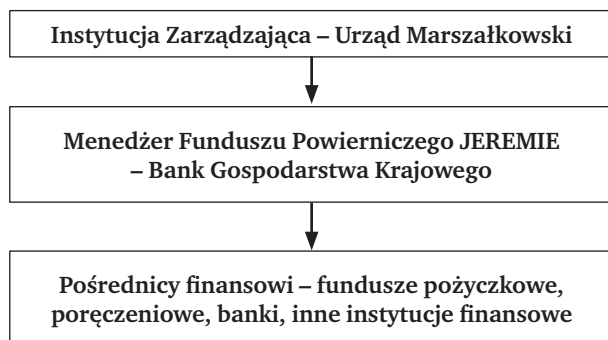 Instytucja Zarządzająca – Urząd Marszałkowski
Menedżer Funduszu Powierniczego JEREMIE
– Bank Gospodarstwa Krajowego
Pośrednicy finansowi – fundusze pożyczkowe,
poręczeniowe, banki, inne instytucje finansowe